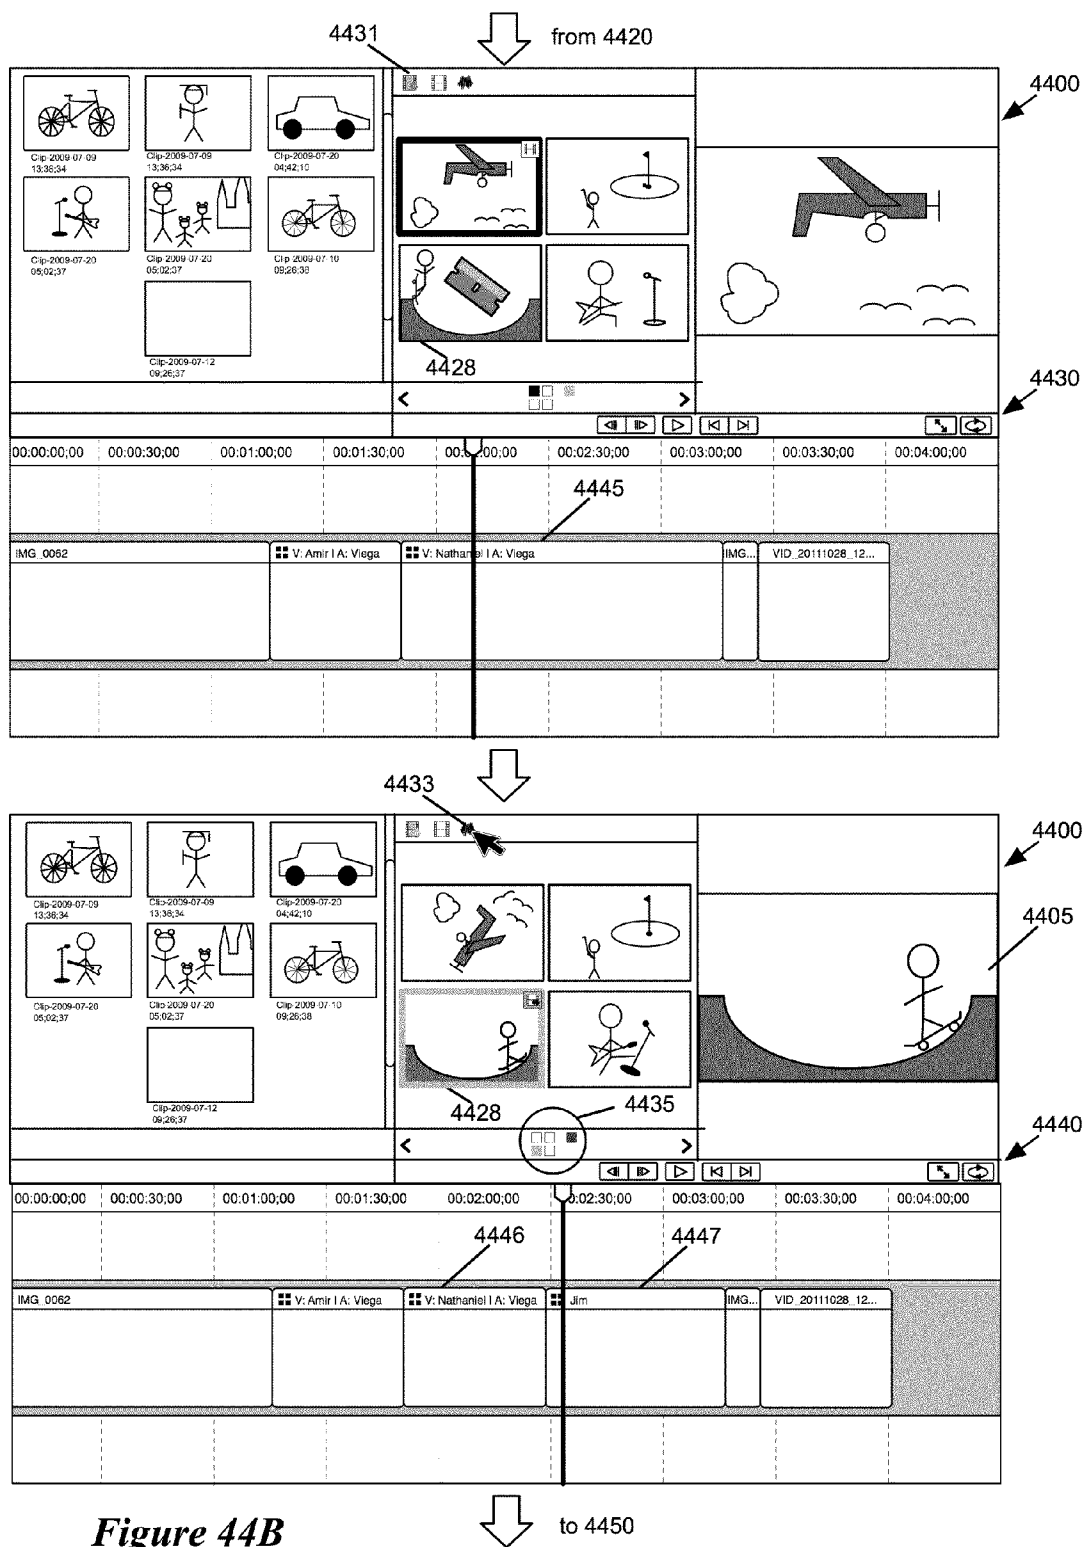 4431
from 4420
4400
Clip-2009-07-09
13;36;34
Clip-2009-07-09
13;36;34
Clip-2009-07-20
04;42;10
Clip-2009-07-20
05;02;37
Clip-2009-07-20
05;02;37
Clip-2009-07-10
09;26;38
Clip-2009-07-12
09;26;37
4428
4430
00:00:00;00 00:00:30;00 00:01:00;00 00:01:30;00 00:02:30;00 00:03:00;00 00:03:30;00 00:04:00;00
4445
IMG_0062
V: Amir | A: Viega
V: Nathaniel | A: Viega
IMG...
VID_20111028_12...
4433
4400
4405
Clip-2009-07-09
13;36;34
Clip-2009-07-09
13;36;34
Clip-2009-07-20
04;42;10
Clip-2009-07-20
05;02;37
Clip-2009-07-20
05;02;37
Clip-2009-07-10
09;26;38
Clip-2009-07-12
09;26;37
4428
4435
4440
00:00:00;00 00:00:30;00 00:01:00;00 00:01:30;00 00:02:00;00 0:02:30;00 00:03:00;00 00:03:30;00 00:04:00;00
4446
4447
IMG_0062
V: Amir | A: Viega
V: Nathaniel | A: Viega
Jim
IMG...
VID_20111028_12...
Figure 44B
to 4450